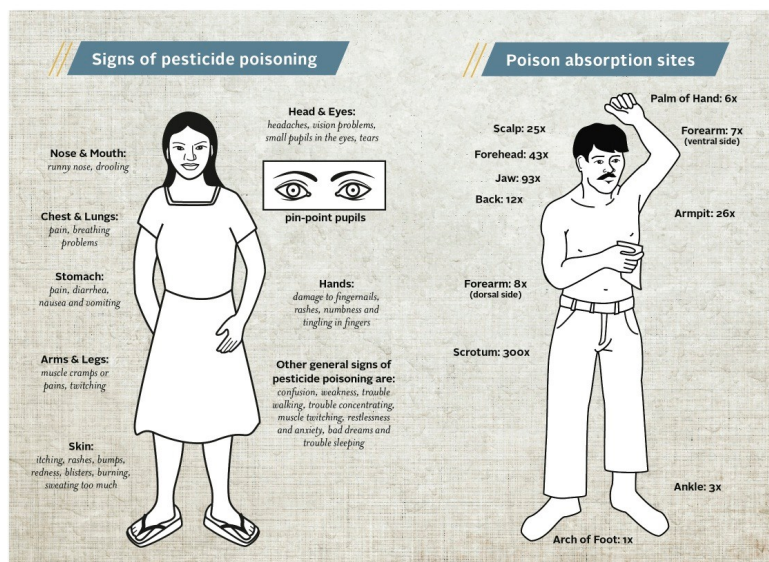 Signs of pesticide poisoning
Nose & Mouth:
runny nose, drooling
Chest & Lungs:
pain, breathing
problems
Stomach:
pain, diarrhea,
nausea and vomiting
Arms & Legs:
muscle cramps or
pains, twitching
Skin:
itching, rashes, bumps,
redness, blisters, burning,
sweating too much
Head & Eyes:
headaches, vision problems,
small pupils in the eyes, tears
pin-point pupils
Hands:
damage to fingernails,
rashes, numbness and
tingling in fingers
Other general signs of
pesticide poisoning are:
confusion, weakness, trouble
walking, trouble concentrating,
muscle twitching, restlessness
and anxiety, bad dreams and
trouble sleeping
Poison absorption sites
Palm of Hand: 6x
Scalp: 25x
Forearm: 7x
(ventral side)
Forehead: 43x
Jaw: 93x
Back: 12x
Armpit: 26x
Forearm: 8x
(dorsal side)
Scrotum: 300x
Ankle: 3x
Arch of Foot: 1x